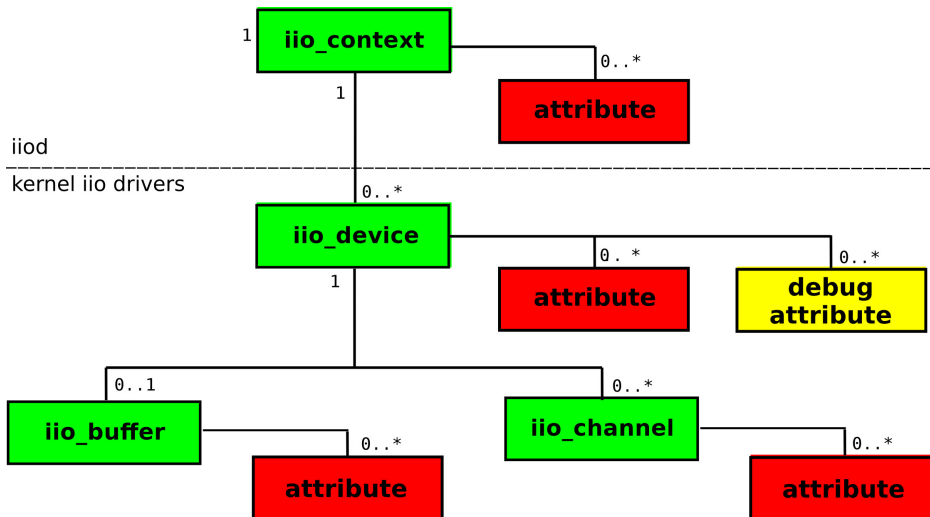 1
iio_context
0..*
1
attribute
iiod
kernel iio drivers
0..*
iio_device
0. *
0..*
1
attribute
debug
attribute
0..1
0..*
iio_buffer
iio_channel
0..*
0..*
attribute
attribute